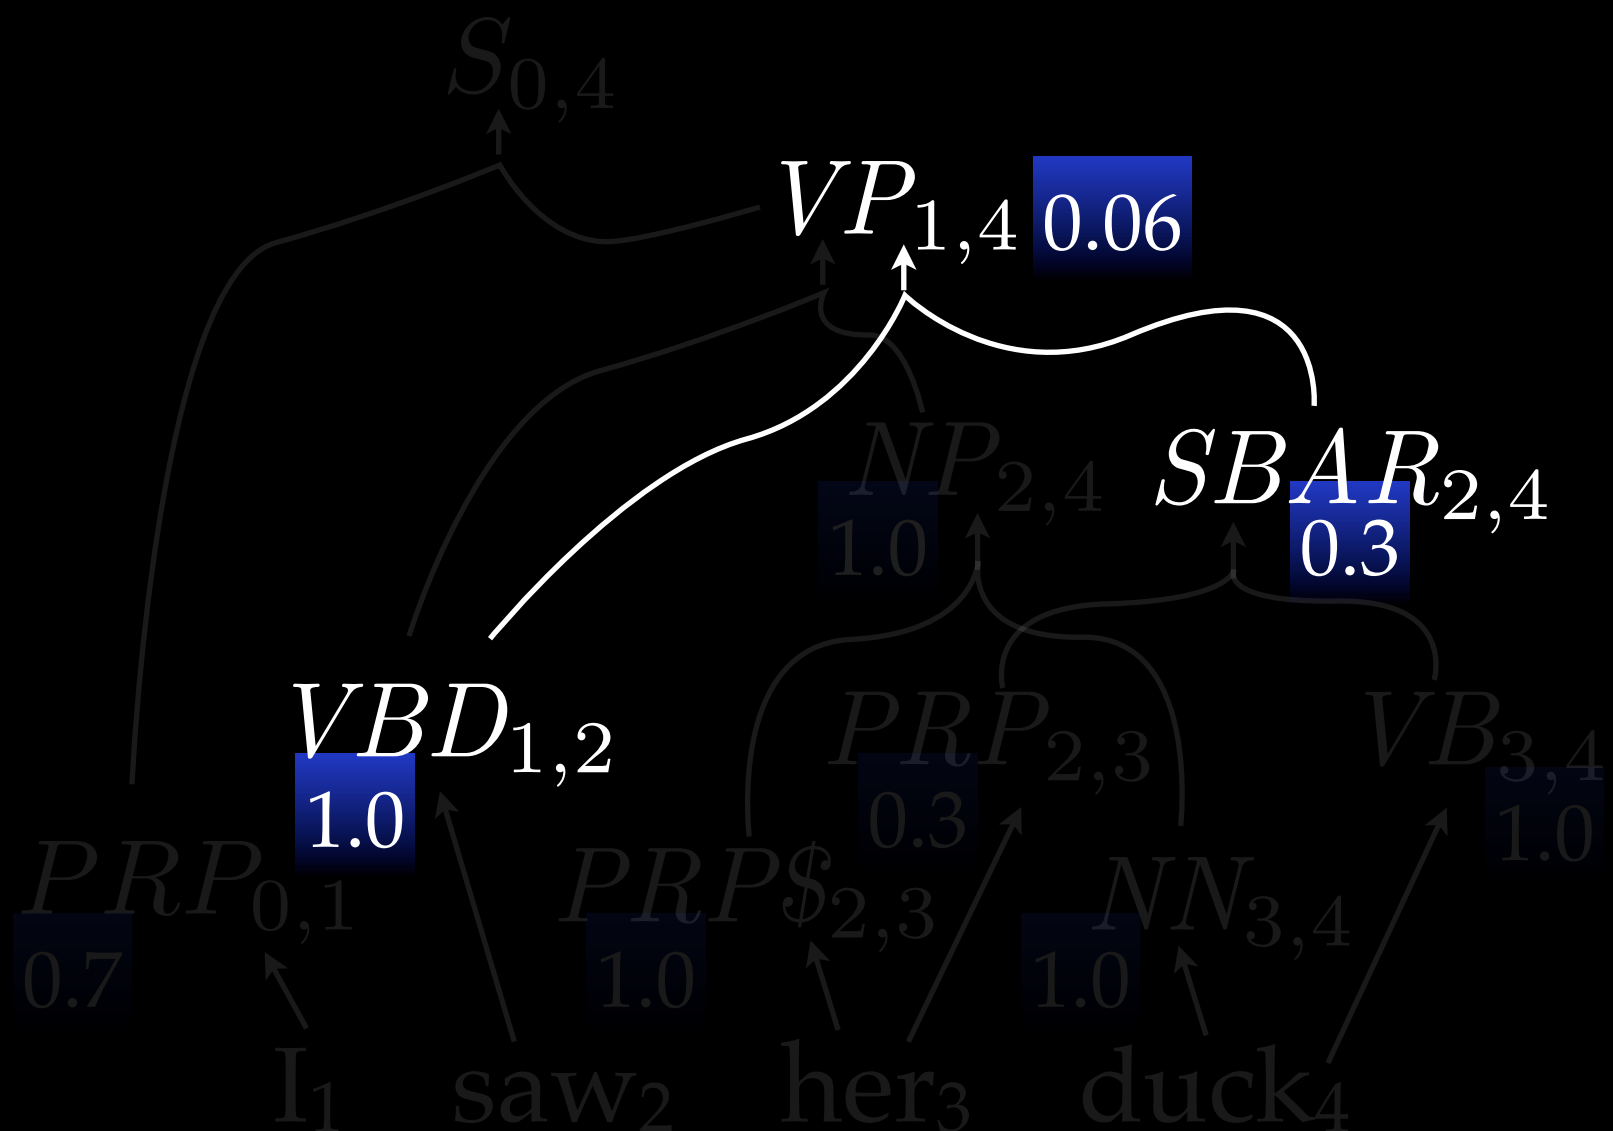 S0,4
VP1,4 0.06
NP2,4 SBAR2,4
1.0 0.3
VBD1,2 PRP2,3 VB3,4
1.0 0.3 1.0
PRP0,1 PRP$2,3 NN3,4
0.7 1.0 1.0
I1 saw2 her3 duck4